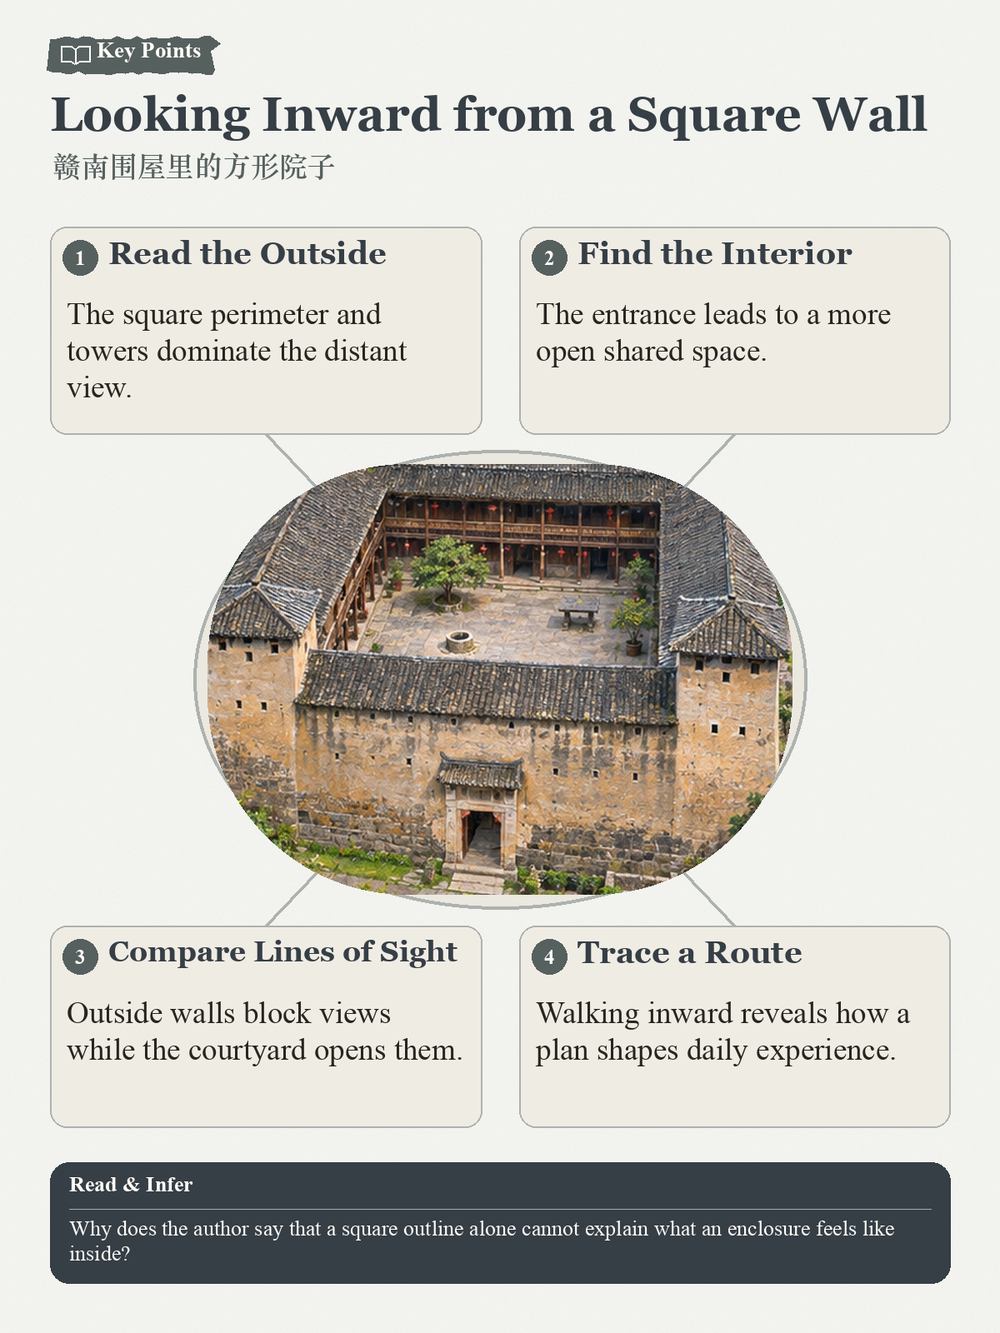 Key Points
Looking Inward from a Square Wall
赣南围屋里的方形院子
1 Read the Outside
The square perimeter and
towers dominate the distant
view.
2 Find the Interior
The entrance leads to a more
open shared space.
3 Compare Lines of Sight
Outside walls block views
while the courtyard opens them.
4 Trace a Route
Walking inward reveals how a
plan shapes daily experience.
Read & Infer
Why does the author say that a square outline alone cannot explain what an enclosure feels like
inside?